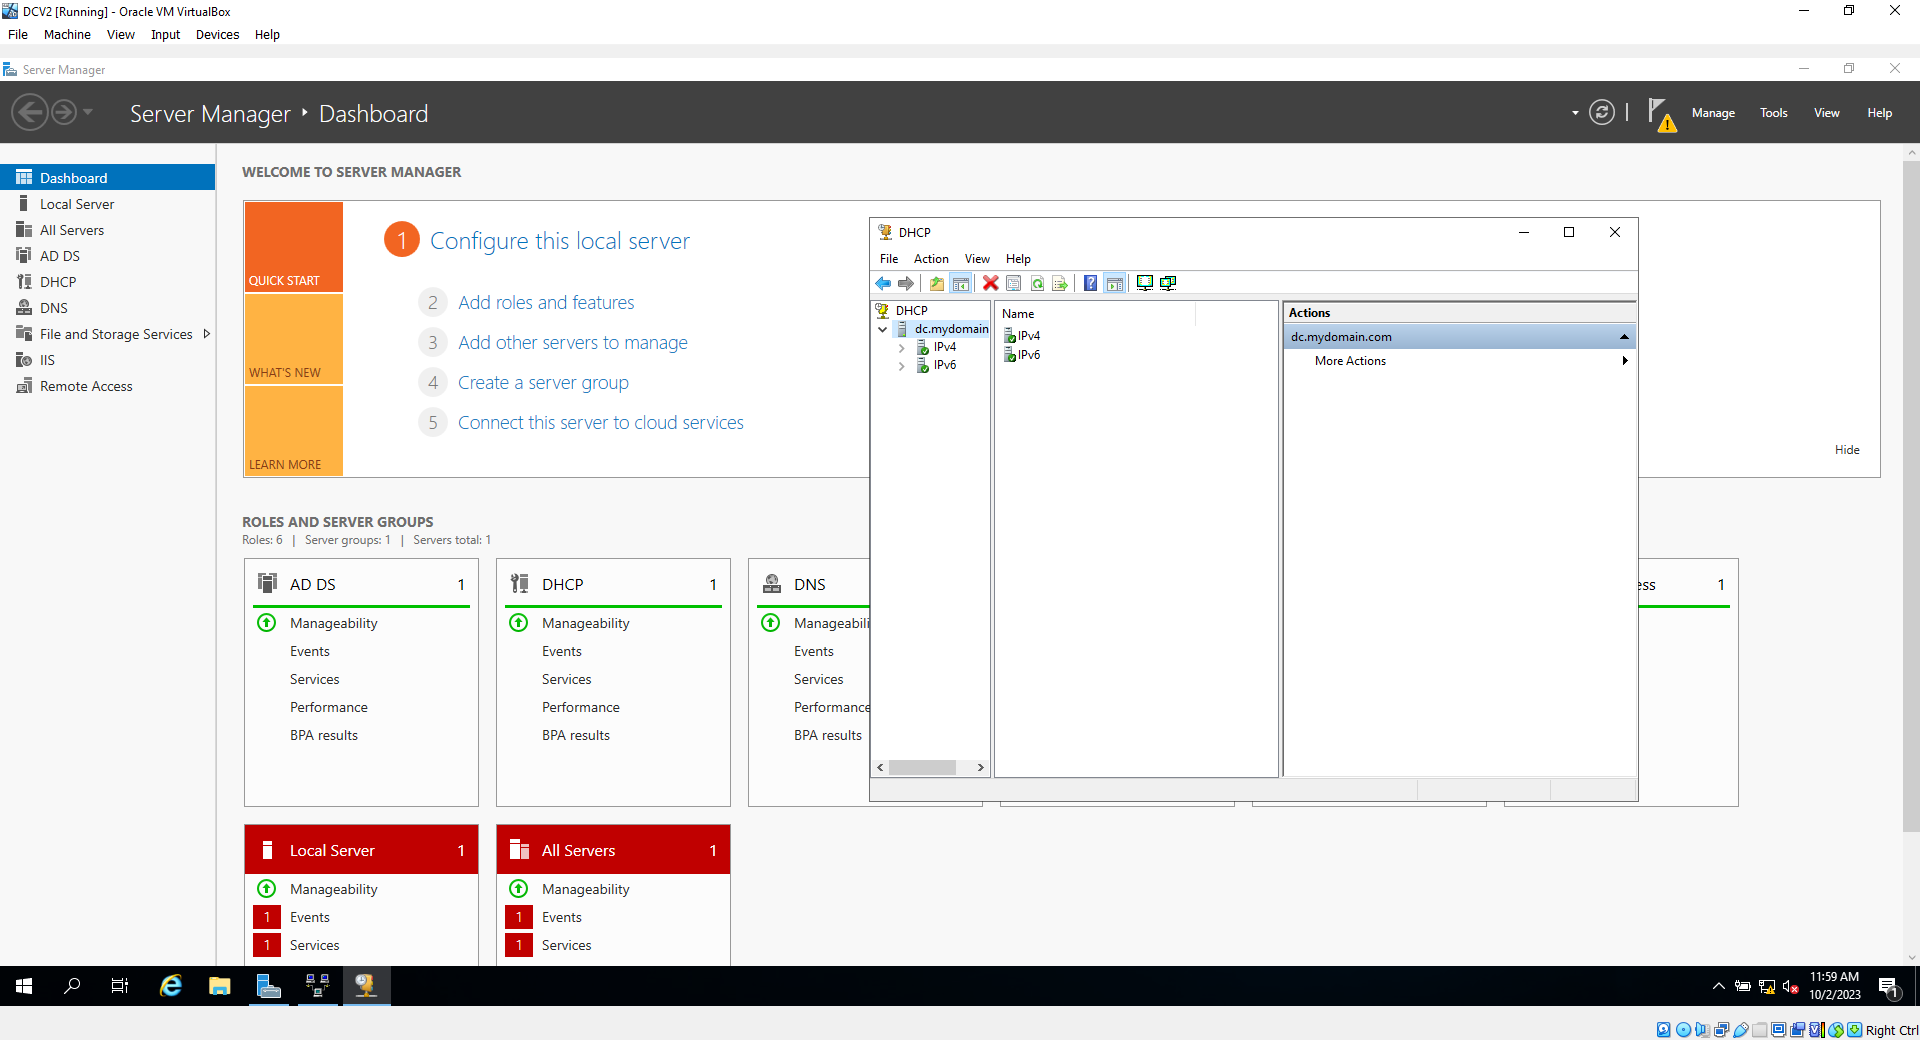 DCV2 [Running] - Oracle VM VirtualBox
File Machine View Input Devices Help
Server Manager
Server Manager Dashboard
Manage Tools View Help
Dashboard
Local Server
All Servers
AD DS
DHCP
DNS
File and Storage Services
IIS
Remote Access
WELCOME TO SERVER MANAGER
QUICK START
WHAT'S NEW
LEARN MORE
1 Configure this local server
2 Add roles and features
3 Add other servers to manage
4 Create a server group
5 Connect this server to cloud services
Hide
DHCP
File Action View Help
DHCP
dc.mydomain
IPv4
IPv6
Name
IPv4
IPv6
Actions
dc.mydomain.com
More Actions
ROLES AND SERVER GROUPS
Roles: 6 | Server groups: 1 | Servers total: 1
AD DS 1
Manageability
Events
Services
Performance
BPA results
DHCP 1
Manageability
Events
Services
Performance
BPA results
DNS
Manageabili
Events
Services
Performance
BPA results
ess 1
Local Server 1
Manageability
1 Events
1 Services
All Servers 1
Manageability
1 Events
1 Services
11:59 AM
10/2/2023
1
Right Ctrl